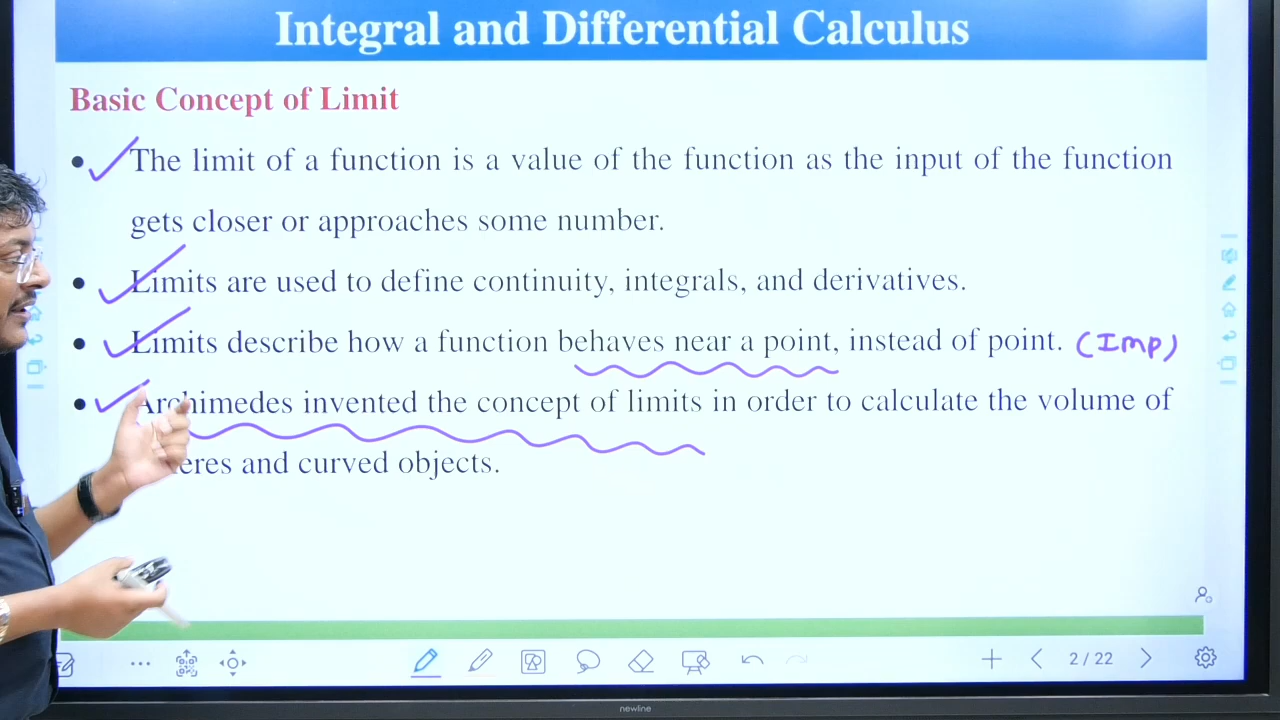 Integral and Differential Calculus
Basic Concept of Limit
• The limit of a function is a value of the function as the input of the function
gets closer or approaches some number.
• Limits are used to define continuity, integrals, and derivatives.
• Limits describe how a function behaves near a point, instead of point. (Imp)
• Archimedes invented the concept of limits in order to calculate the volume of
eres and curved objects.
2 / 22
newline